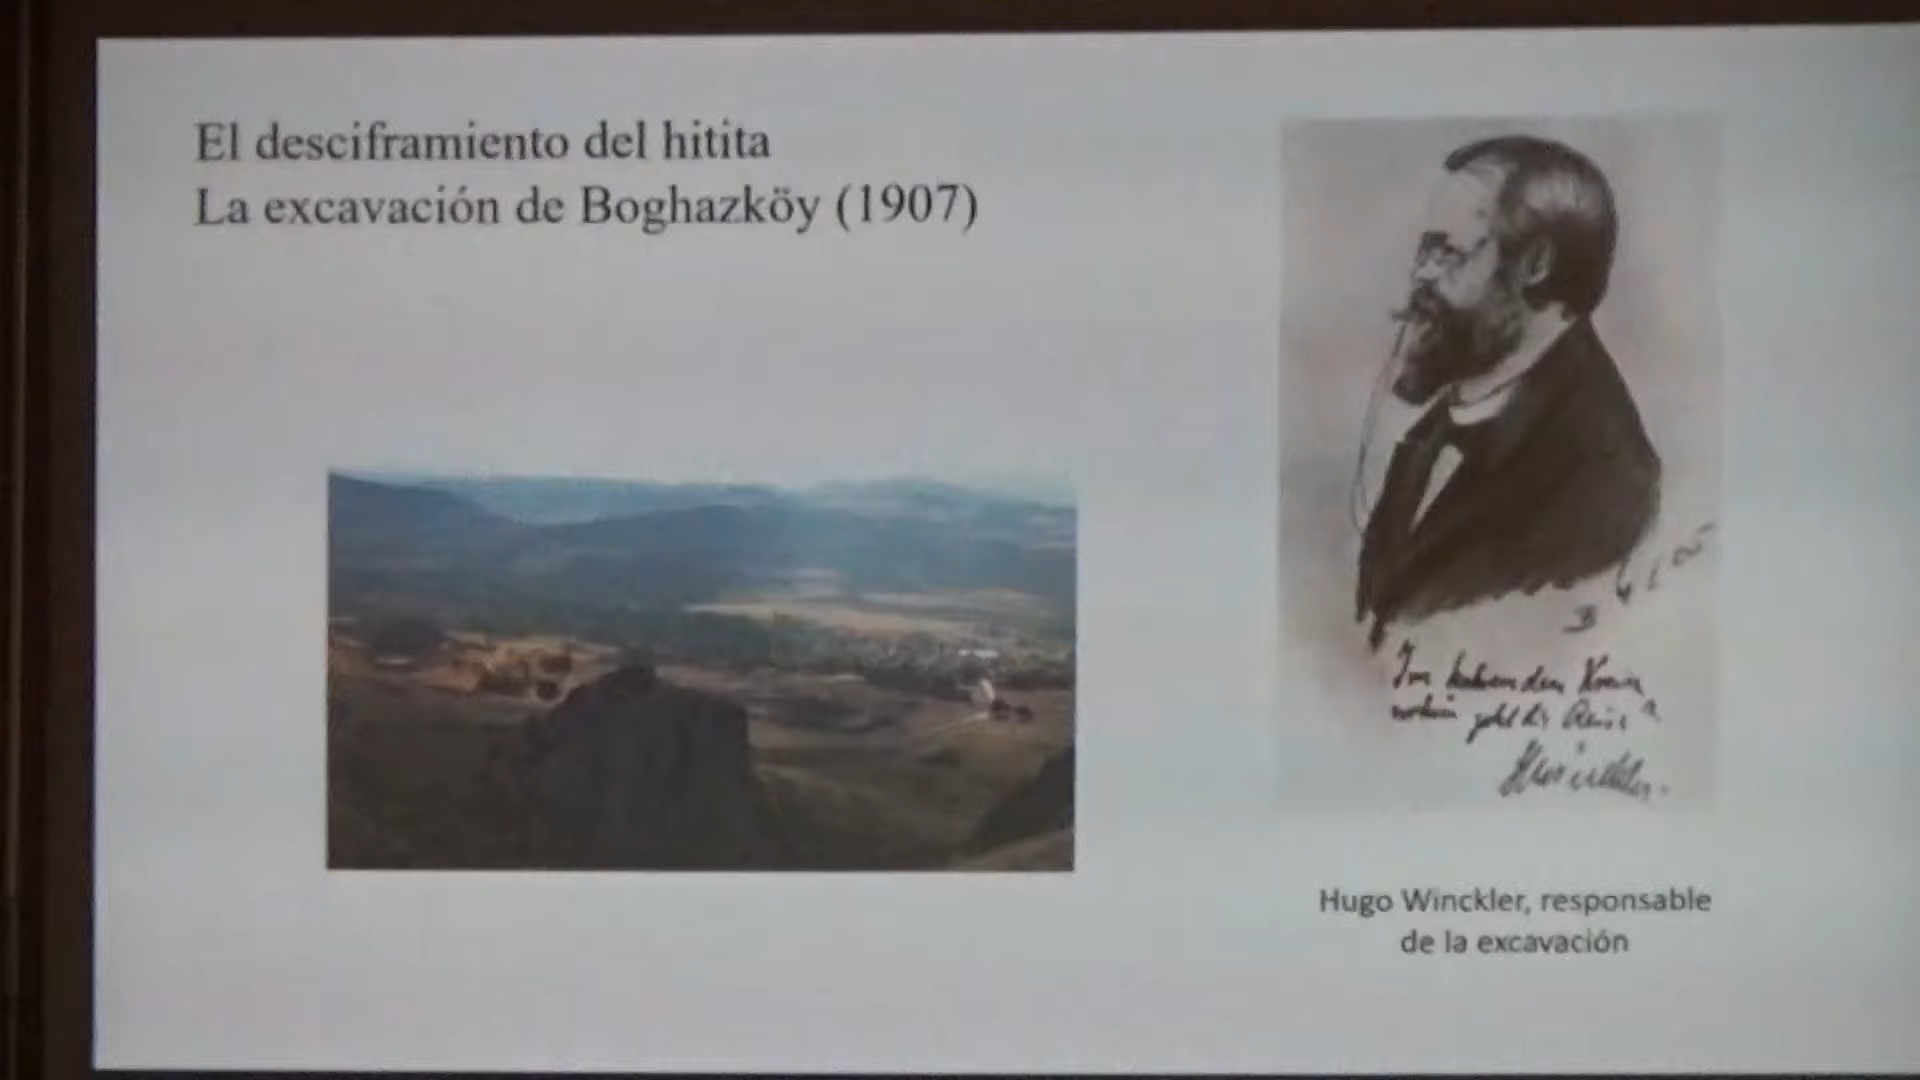 El desciframiento del hitita
La excavación de Boghazköy (1907)
Hugo Winckler, responsable
de la excavación